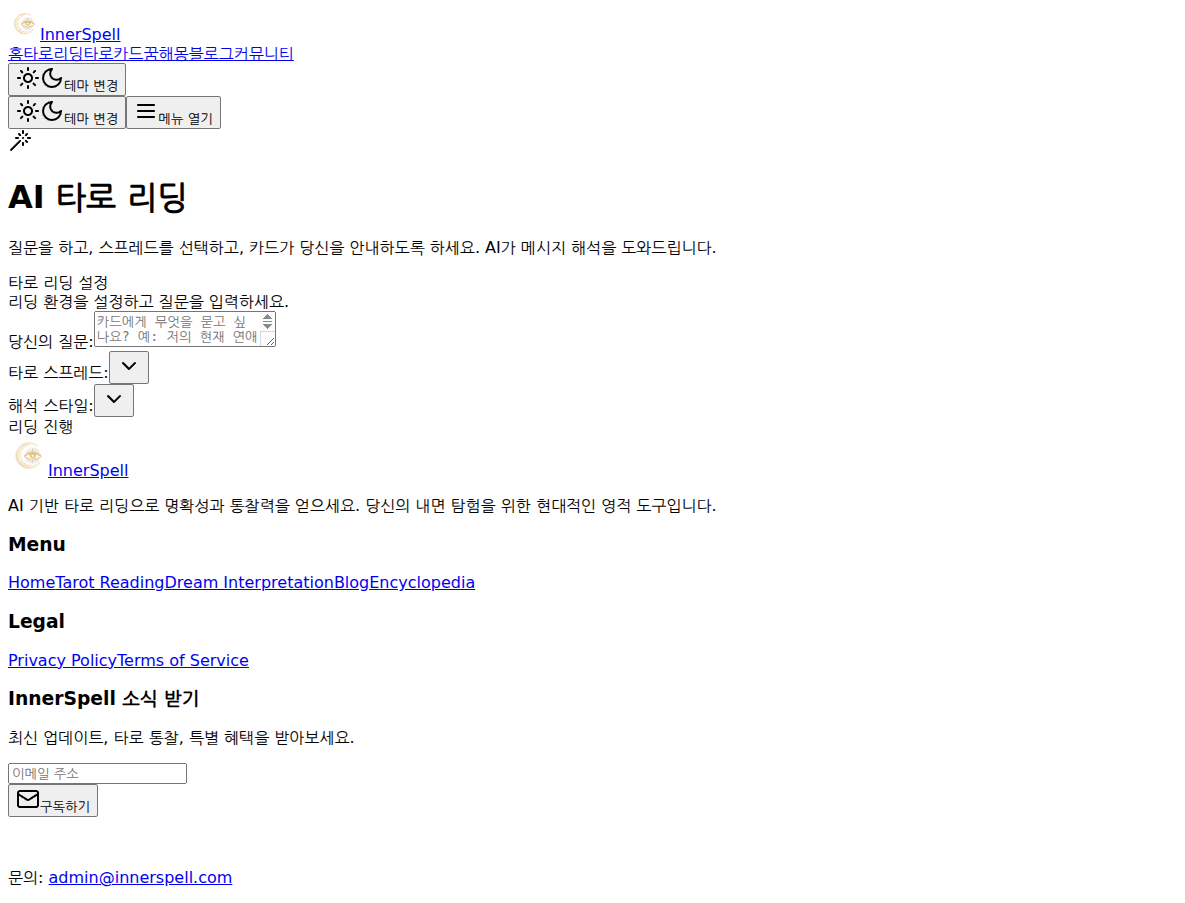 InnerSpell
홈타로리딩타로카드꿈해몽블로그커뮤니티
테마 변경
테마 변경 메뉴 열기
AI 타로 리딩
질문을 하고, 스프레드를 선택하고, 카드가 당신을 안내하도록 하세요. AI가 메시지 해석을 도와드립니다.
타로 리딩 설정
리딩 환경을 설정하고 질문을 입력하세요.
당신의 질문: 카드에게 무엇을 묻고 싶
나요? 예: 저의 현재 연애
타로 스프레드:
해석 스타일:
리딩 진행
InnerSpell
AI 기반 타로 리딩으로 명확성과 통찰력을 얻으세요. 당신의 내면 탐험을 위한 현대적인 영적 도구입니다.
Menu
HomeTarot ReadingDream InterpretationBlogEncyclopedia
Legal
Privacy PolicyTerms of Service
InnerSpell 소식 받기
최신 업데이트, 타로 통찰, 특별 혜택을 받아보세요.
이메일 주소
구독하기
문의: admin@innerspell.com